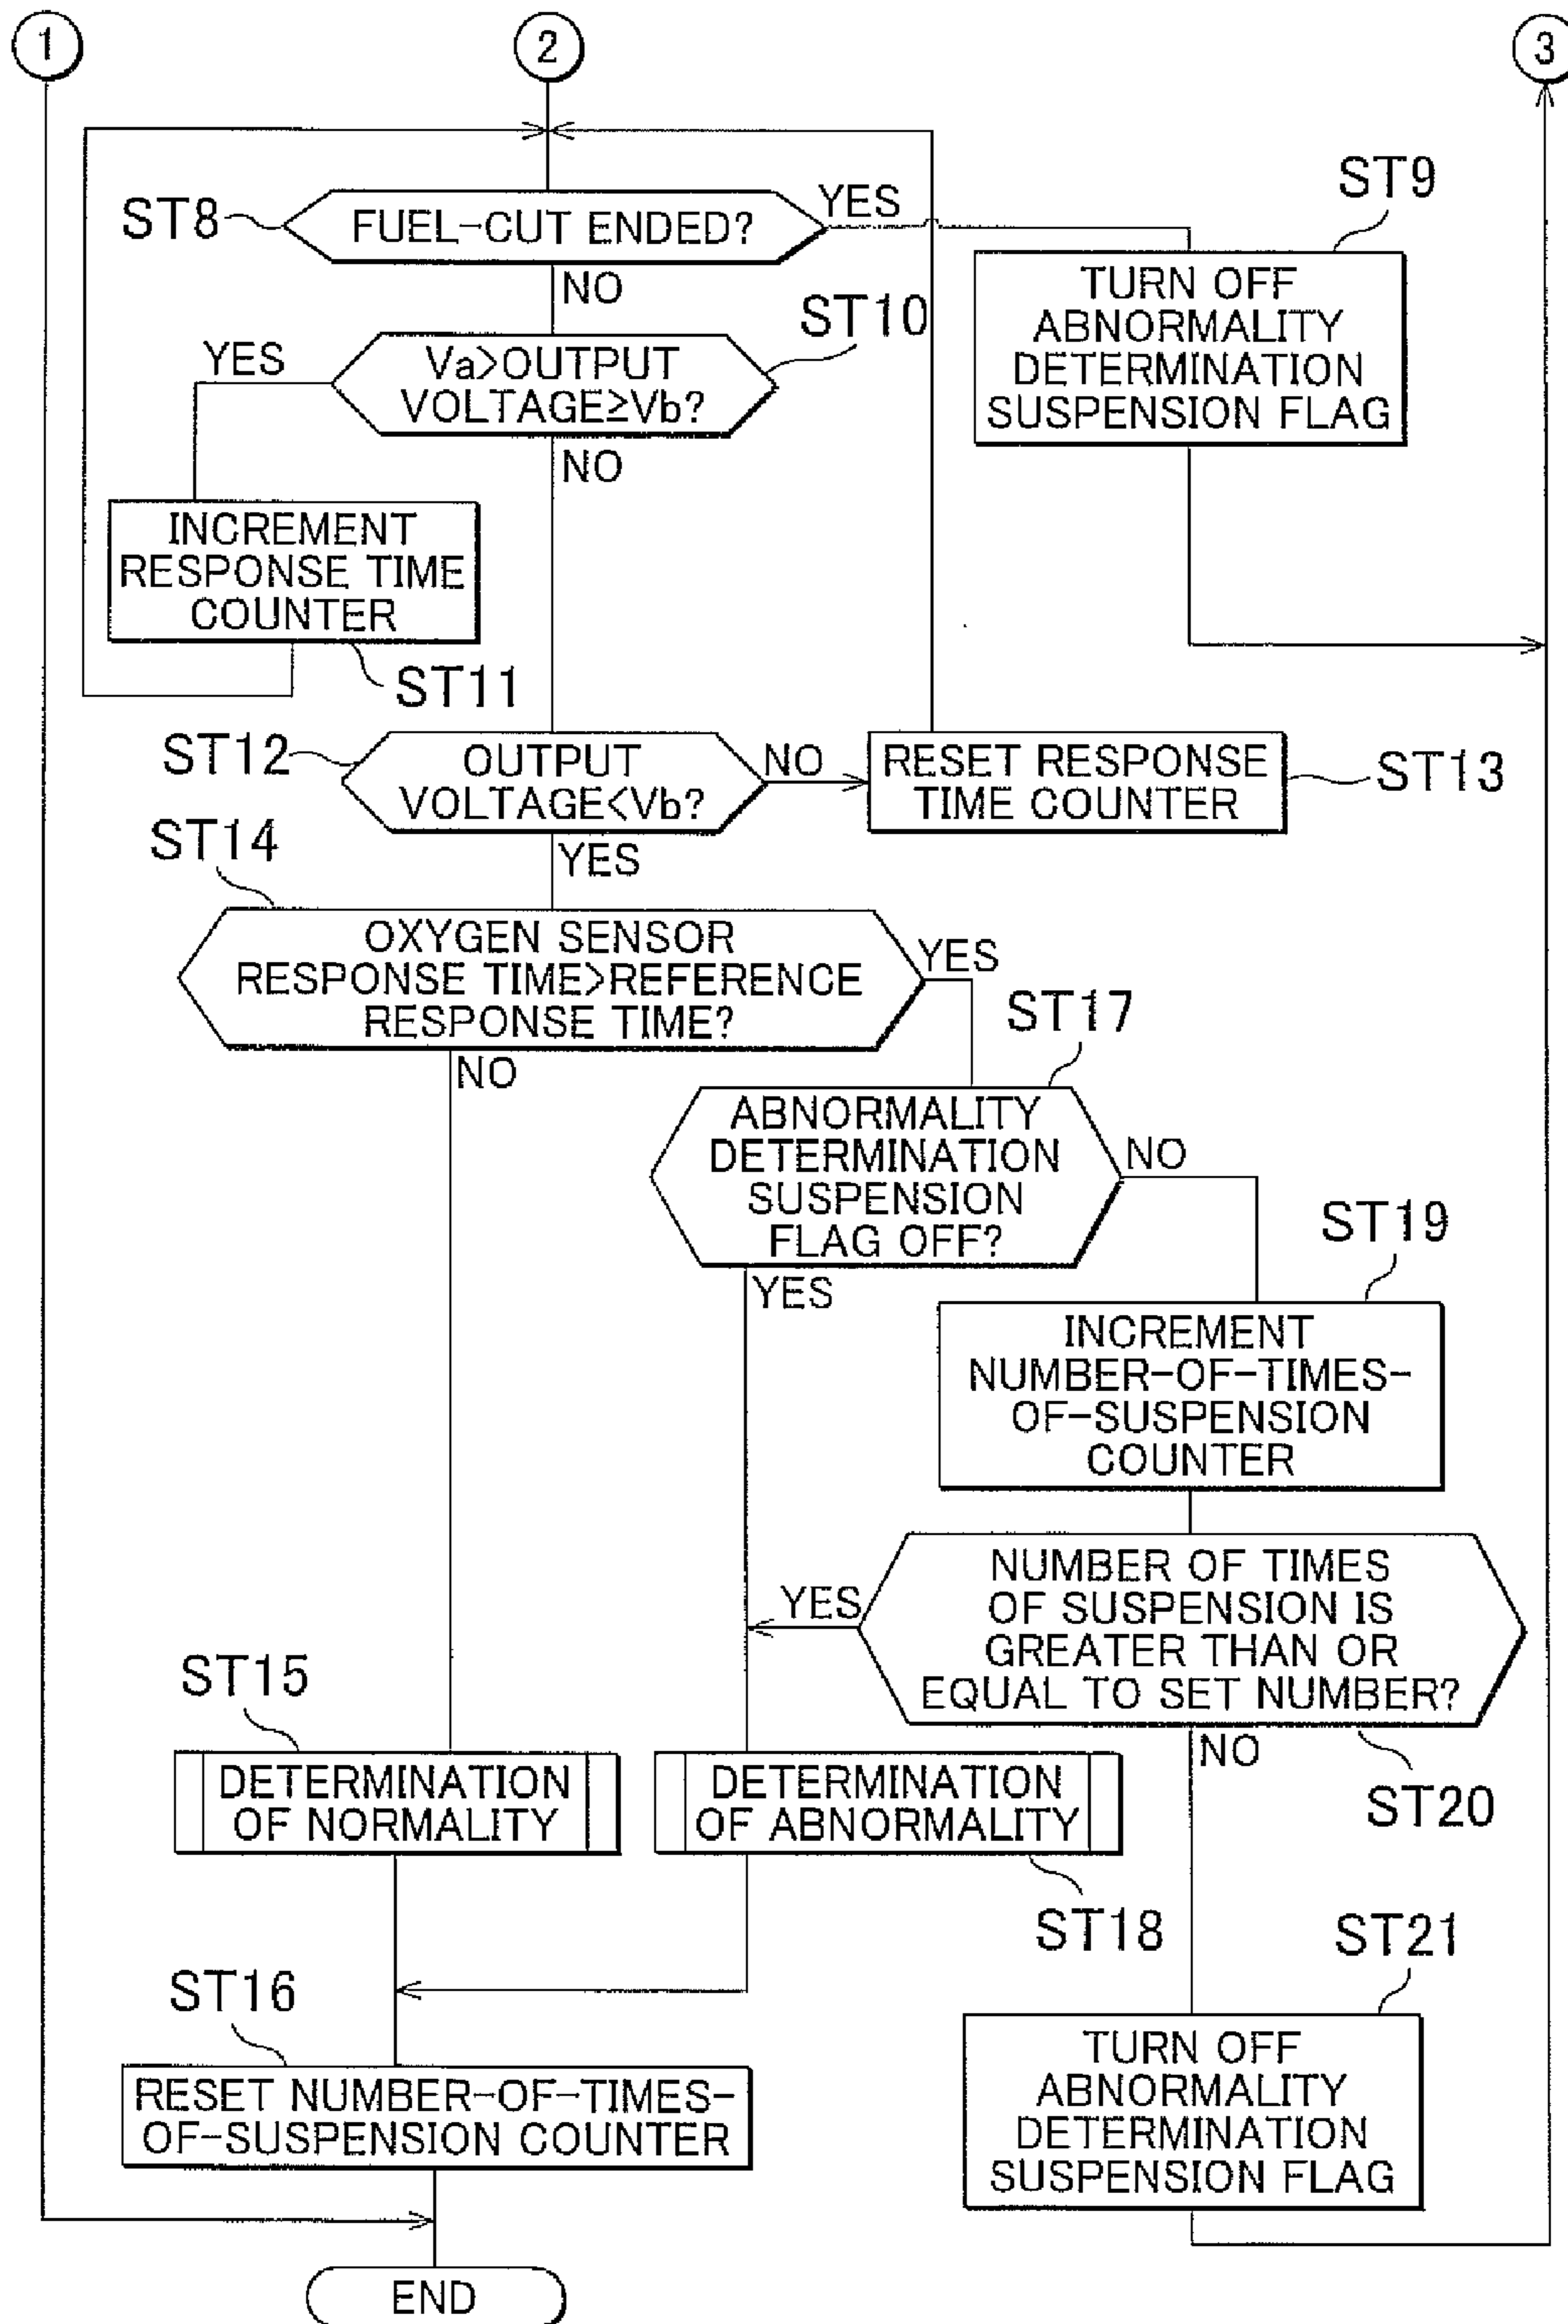 1
2
3
ST8
FUEL-CUT ENDED?
YES
NO
ST9
TURN OFF
ABNORMALITY
DETERMINATION
SUSPENSION FLAG
ST10
Va>OUTPUT
VOLTAGE≥Vb?
YES
NO
INCREMENT
RESPONSE TIME
COUNTER
ST11
ST12
OUTPUT
VOLTAGE<Vb?
NO
YES
RESET RESPONSE
TIME COUNTER
ST13
ST14
OXYGEN SENSOR
RESPONSE TIME>REFERENCE
RESPONSE TIME?
YES
NO
ST17
ABNORMALITY
DETERMINATION
SUSPENSION
FLAG OFF?
NO
YES
ST19
INCREMENT
NUMBER-OF-TIMES-
OF-SUSPENSION
COUNTER
NUMBER OF TIMES
OF SUSPENSION IS
GREATER THAN OR
EQUAL TO SET NUMBER?
YES
NO
ST20
ST15
DETERMINATION
OF NORMALITY
DETERMINATION
OF ABNORMALITY
ST18
ST21
TURN OFF
ABNORMALITY
DETERMINATION
SUSPENSION FLAG
ST16
RESET NUMBER-OF-TIMES-
OF-SUSPENSION COUNTER
END